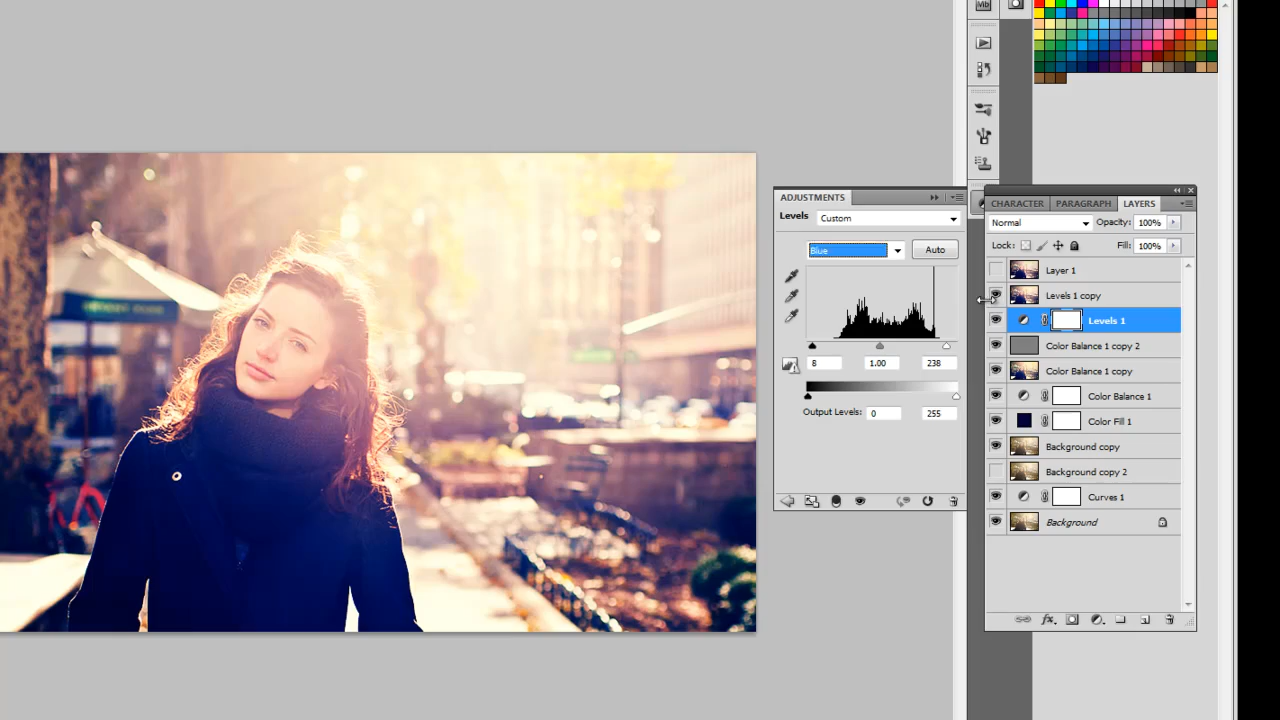 Mb
ADJUSTMENTS
Levels Custom
Blue Auto
8 1.00 238
Output Levels: 0 255
CHARACTER PARAGRAPH LAYERS
Normal Opacity: 100%
Lock: Fill: 100%
Layer 1
Levels 1 copy
Levels 1
Color Balance 1 copy 2
Color Balance 1 copy
Color Balance 1
Color Fill 1
Background copy
Background copy 2
Curves 1
Background
fx